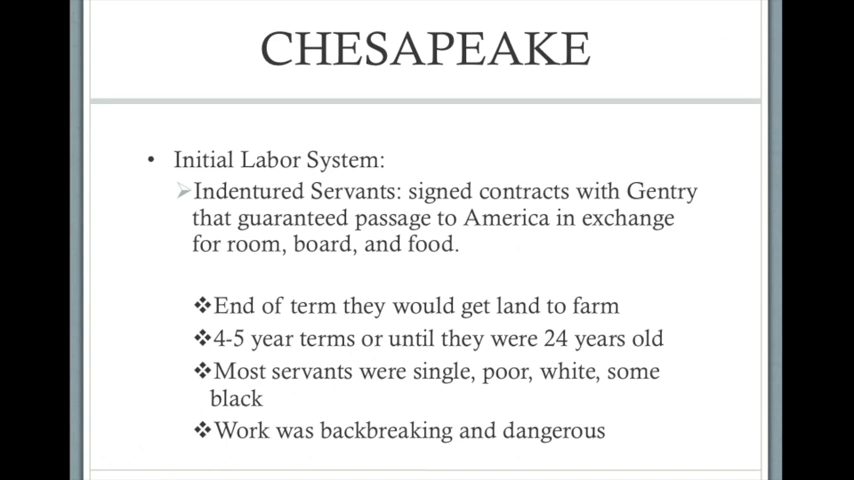 CHESAPEAKE
• Initial Labor System:
➢Indentured Servants: signed contracts with Gentry
that guaranteed passage to America in exchange
for room, board, and food.
❖End of term they would get land to farm
❖4-5 year terms or until they were 24 years old
❖Most servants were single, poor, white, some
black
❖Work was backbreaking and dangerous